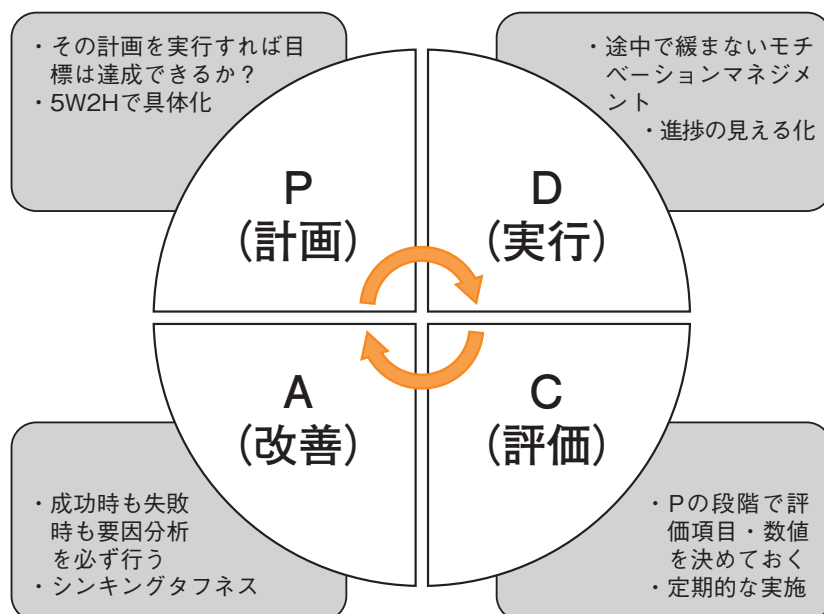 ・その計画を実行すれば目
標は達成できるか？
・5W2Hで具体化
・途中で緩まないモチ
ベーションマネジメ
ント
・進捗の見える化
P
（計画）
D
（実行）
A
（改善）
C
（評価）
・成功時も失敗
時も要因分析
を必ず行う
・シンキングタフネス
・Pの段階で評
価項目・数値
を決めておく
・定期的な実施